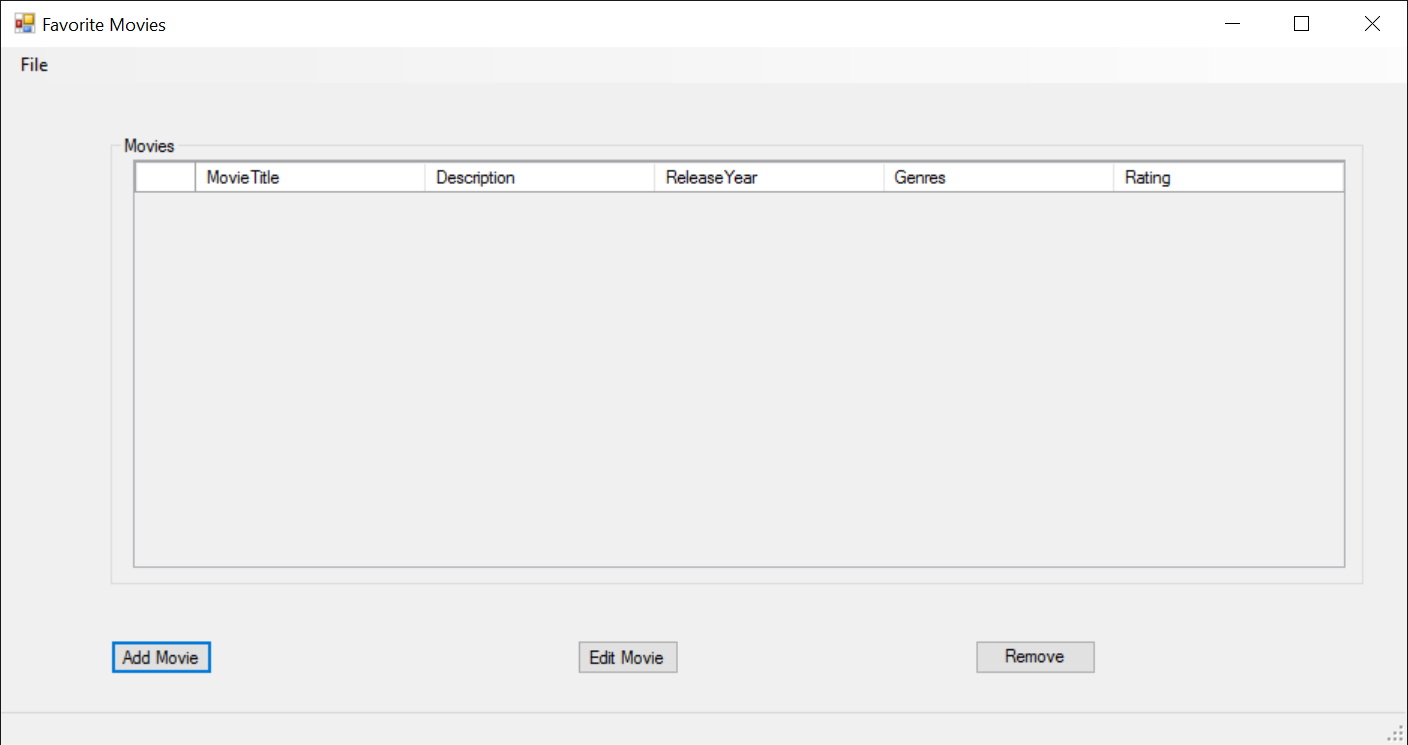 Favorite Movies
File
Movies
MovieTitle Description ReleaseYear Genres Rating
Add Movie Edit Movie Remove